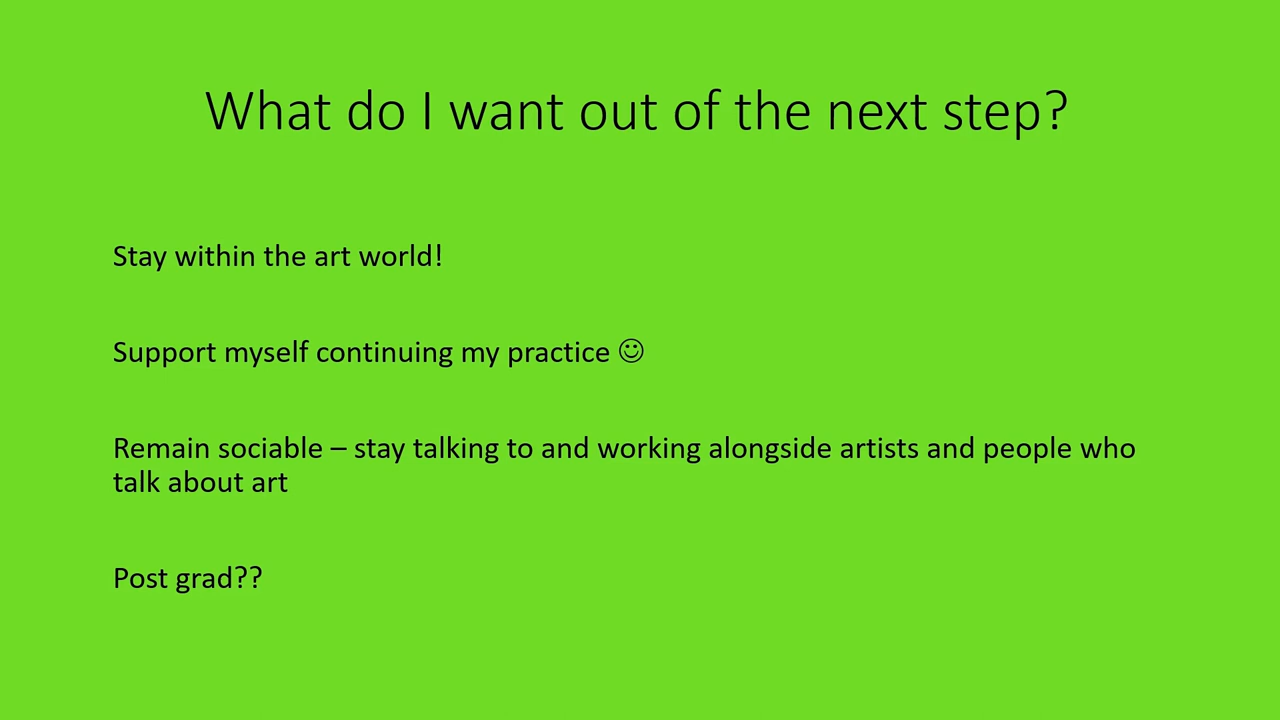 What do I want out of the next step?
Stay within the art world!
Support myself continuing my practice ☺
Remain sociable – stay talking to and working alongside artists and people who
talk about art
Post grad??